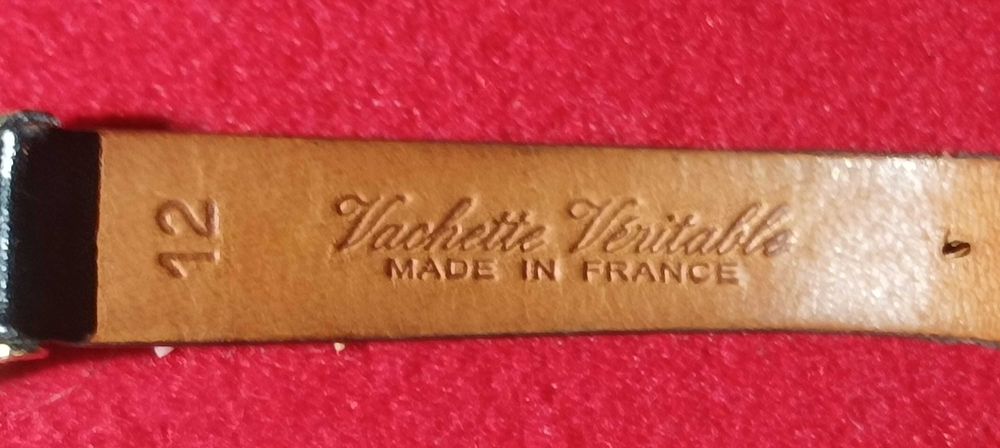 12
Vachette Véritable
MADE IN FRANCE